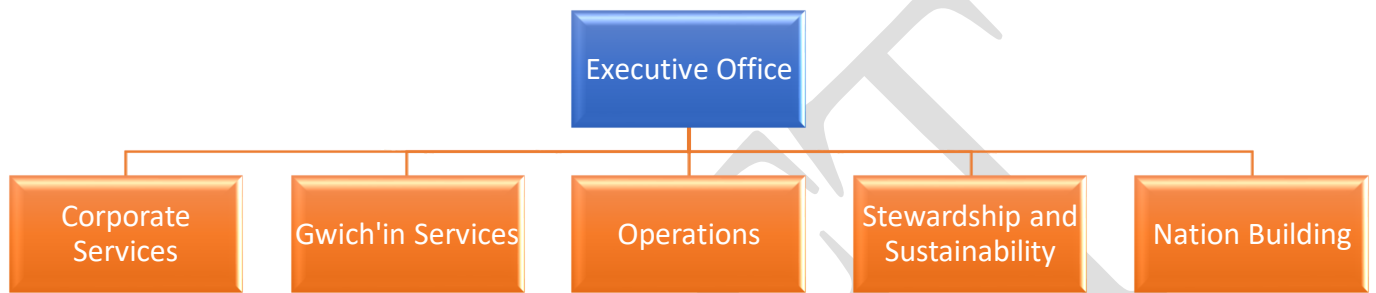 Executive Office
Corporate
Services
Gwich'in Services
Operations
Stewardship and
Sustainability
Nation Building